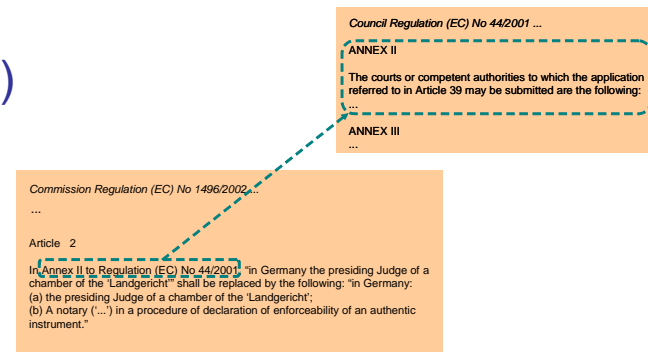 )
Council Regulation (EC) No 44/2001 ...
ANNEX II
The courts or competent authorities to which the application
referred to in Article 39 may be submitted are the following:
...
ANNEX III
...
Commission Regulation (EC) No 1496/2002 ...
...
Article 2
In Annex II to Regulation (EC) No 44/2001, “in Germany the presiding Judge of a
chamber of the ‘Landgericht’” shall be replaced by the following: “in Germany:
(a) the presiding Judge of a chamber of the ‘Landgericht’;
(b) A notary (‘...’) in a procedure of declaration of enforceability of an authentic
instrument.”